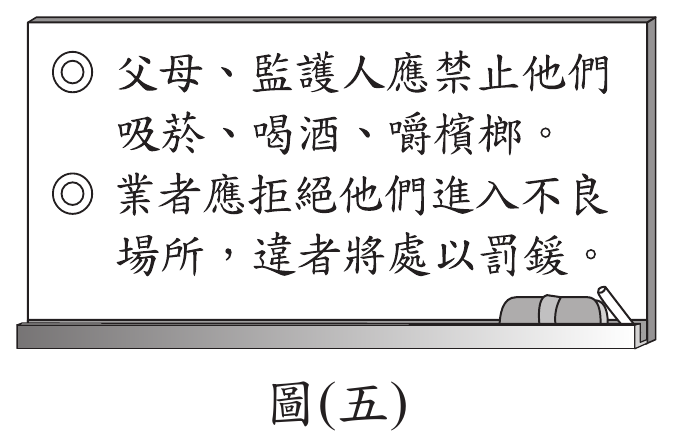 ◎ 父母、監護人應禁止他們
吸菸、喝酒、嚼檳榔。
◎ 業者應拒絕他們進入不良
場所，違者將處以罰鍰。
圖(五)